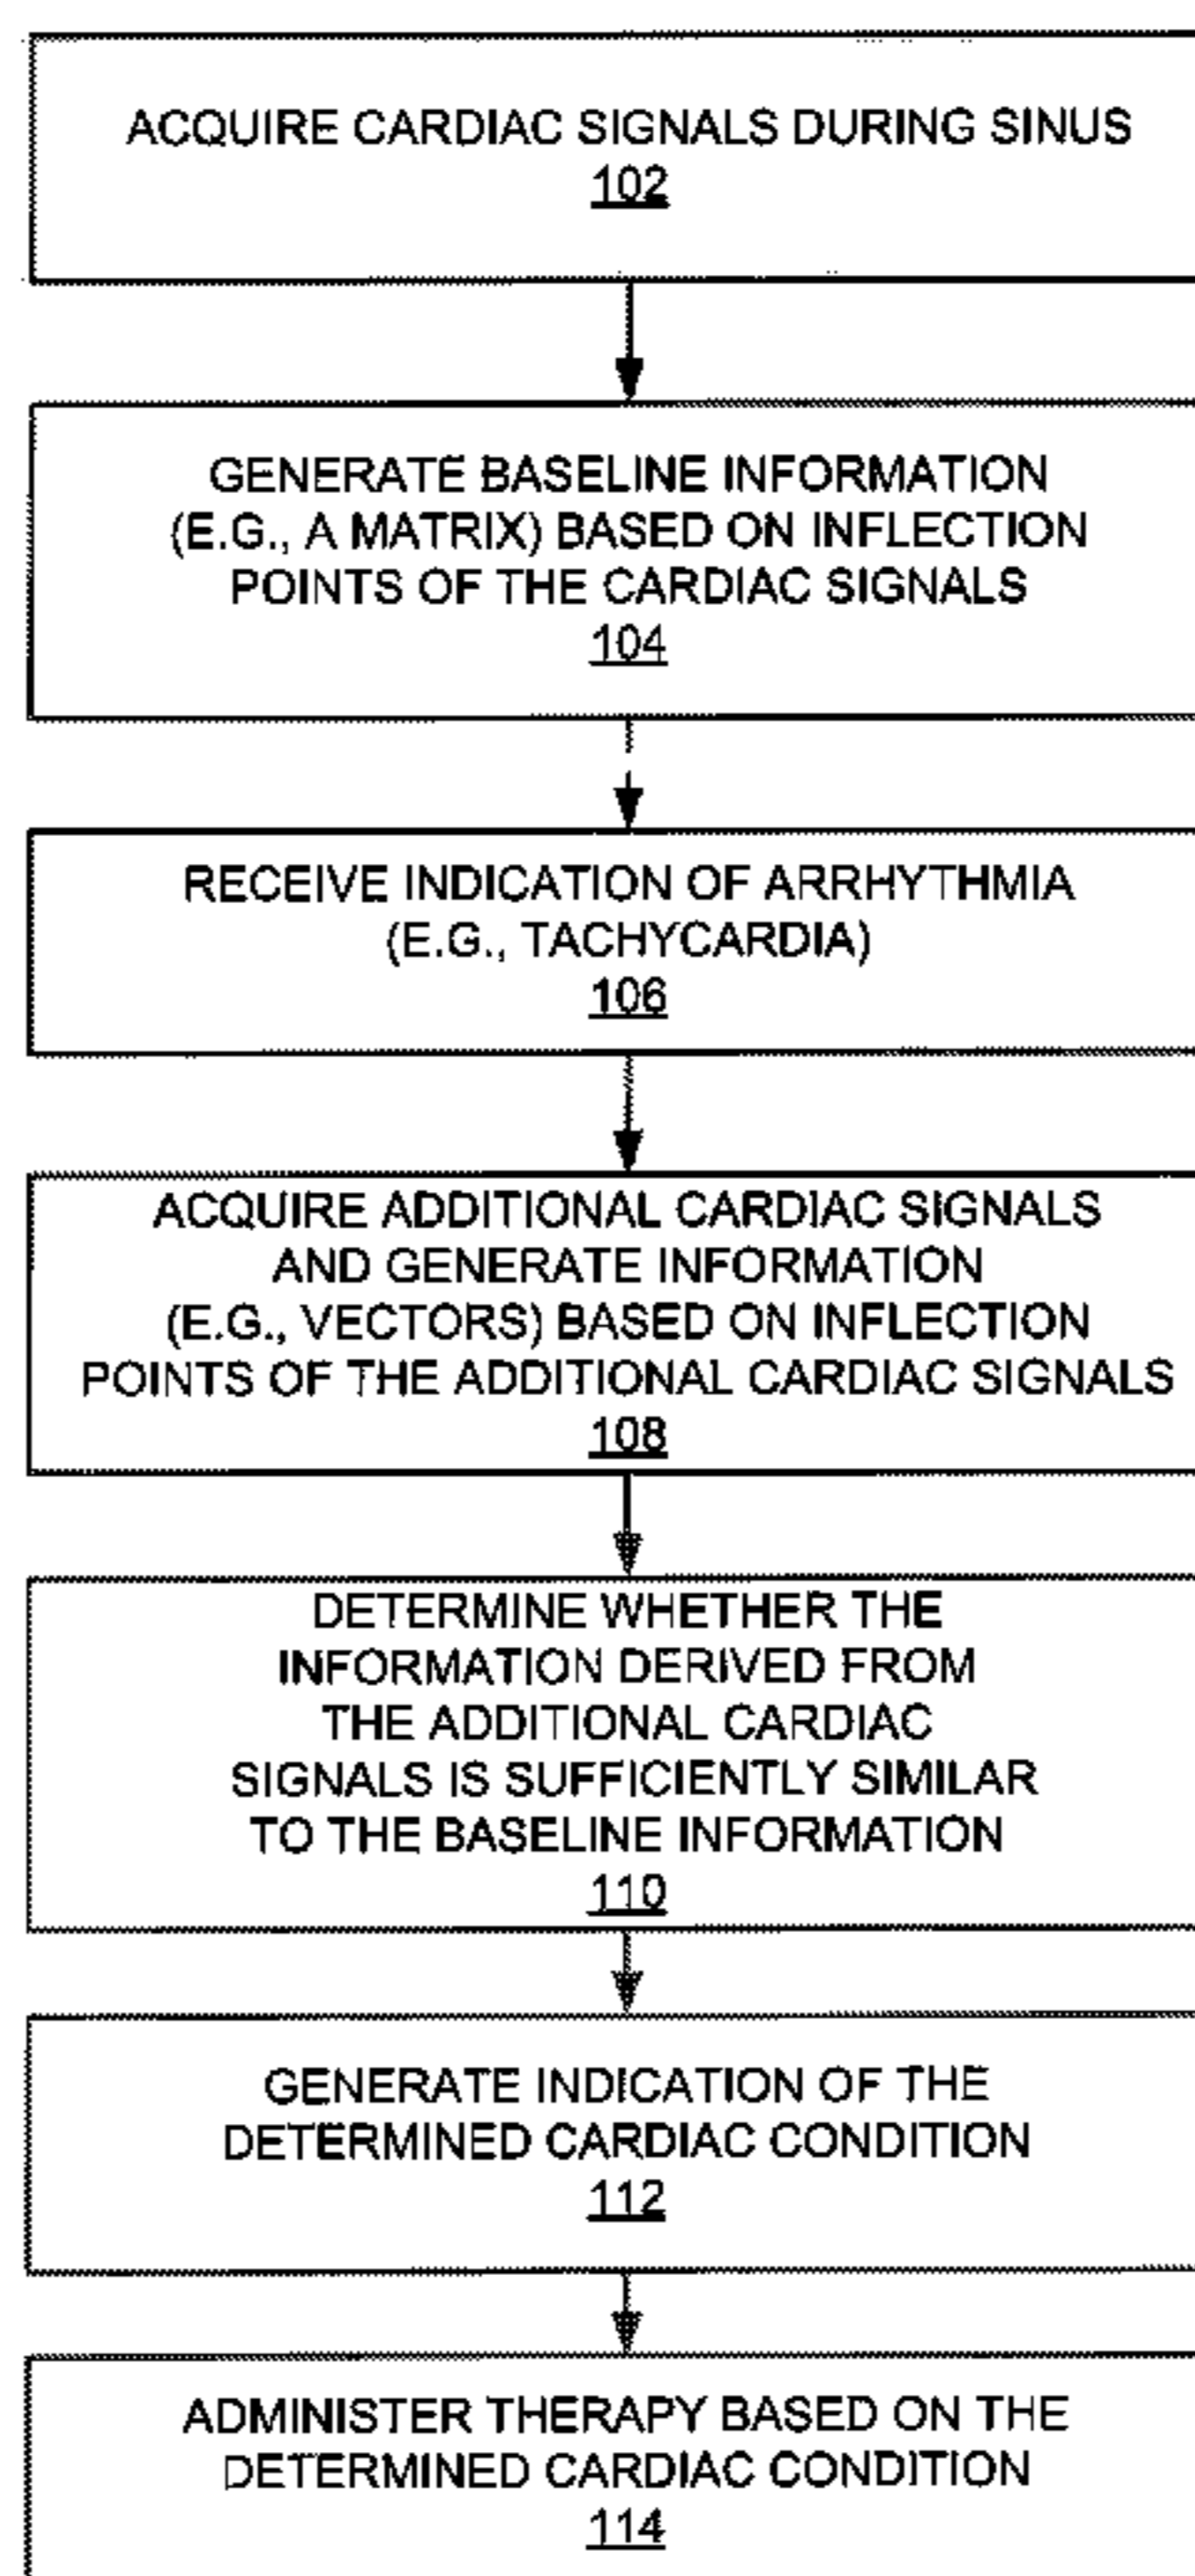 ACQUIRE CARDIAC SIGNALS DURING SINUS
102
GENERATE BASELINE INFORMATION
(E.G., A MATRIX) BASED ON INFLECTION
POINTS OF THE CARDIAC SIGNALS
104
RECEIVE INDICATION OF ARRHYTHMIA
(E.G., TACHYCARDIA)
106
ACQUIRE ADDITIONAL CARDIAC SIGNALS
AND GENERATE INFORMATION
(E.G., VECTORS) BASED ON INFLECTION
POINTS OF THE ADDITIONAL CARDIAC SIGNALS
108
DETERMINE WHETHER THE
INFORMATION DERIVED FROM
THE ADDITIONAL CARDIAC
SIGNALS IS SUFFICIENTLY SIMILAR
TO THE BASELINE INFORMATION
110
GENERATE INDICATION OF THE
DETERMINED CARDIAC CONDITION
112
ADMINISTER THERAPY BASED ON THE
DETERMINED CARDIAC CONDITION
114